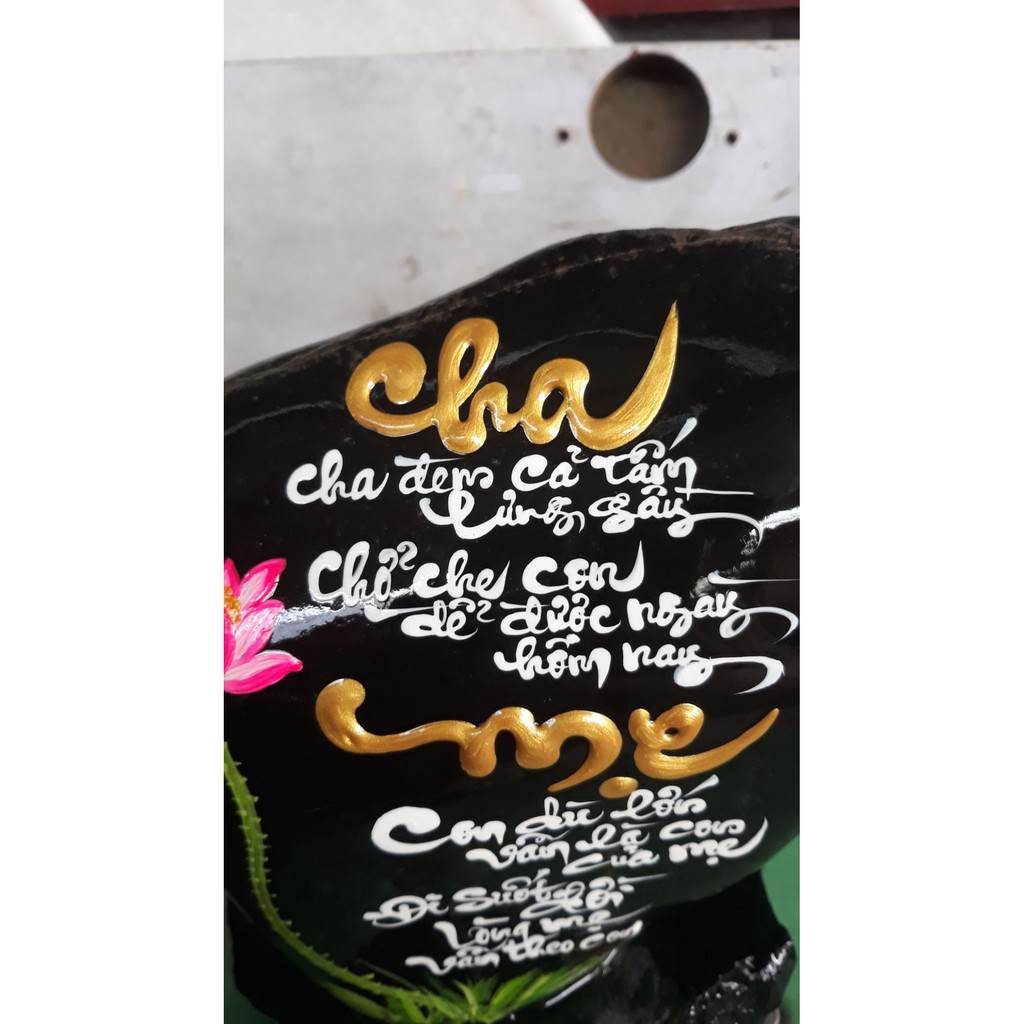 Cha
Cha đem cả tấm
lưng gầy
Chở che con
để được ngay
hôm nay
Mẹ
Con dù lớn
vẫn là con
của mẹ
Đi suốt đời
lòng mẹ
vẫn theo con